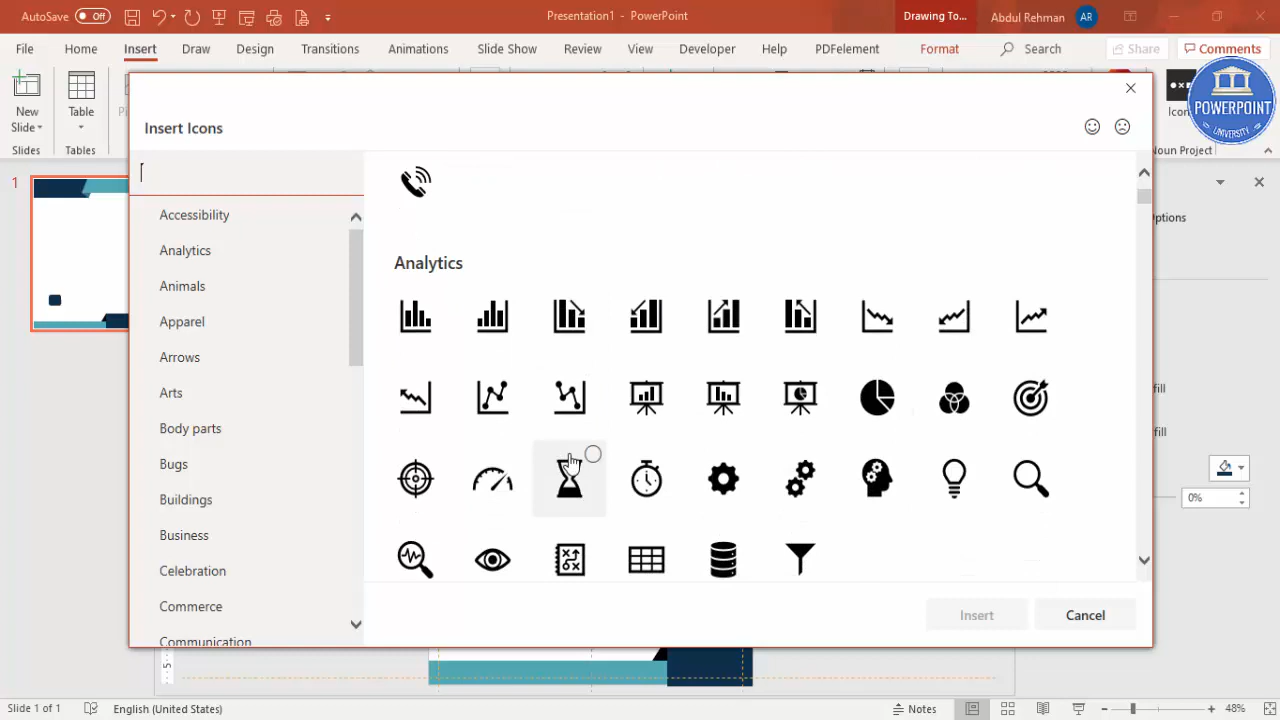 AutoSave Off
Presentation1 - PowerPoint
Drawing To...
Abdul Rehman AR
File Home Insert Draw Design Transitions Animations Slide Show Review View Developer Help PDFelement Format Search Share Comments
New
Slide
Table
Slides
Tables
Noun Project
POWERPOINT
UNIVERSITY
Insert Icons
Accessibility
Analytics
Animals
Apparel
Arrows
Arts
Body parts
Bugs
Buildings
Business
Celebration
Commerce
Communication
Analytics
Insert
Cancel
1
Options
fill
fill
0%
5
Slide 1 of 1
English (United States)
Notes
48%